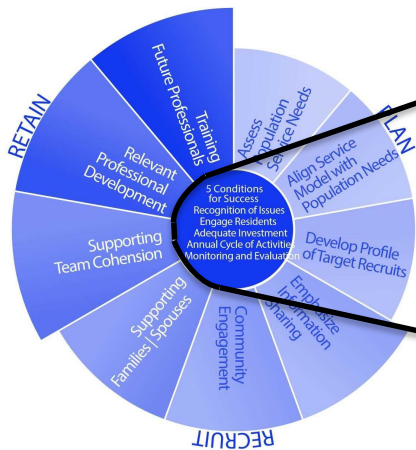 PLAN
Assess
Population
Service Needs
Align Service
Model with
Population Needs
Develop Profile
of Target Recruits
Emphasize
Information
Sharing
RECRUIT
Community
Engagement
Supporting
Families | Spouses
RETAIN
Supporting
Team Cohension
Relevant
Professional
Development
Training
Future Professionals
5 Conditions
for Success
Recognition of Issues
Engage Residents
Adequate Investment
Annual Cycle of Activities
Monitoring and Evaluation